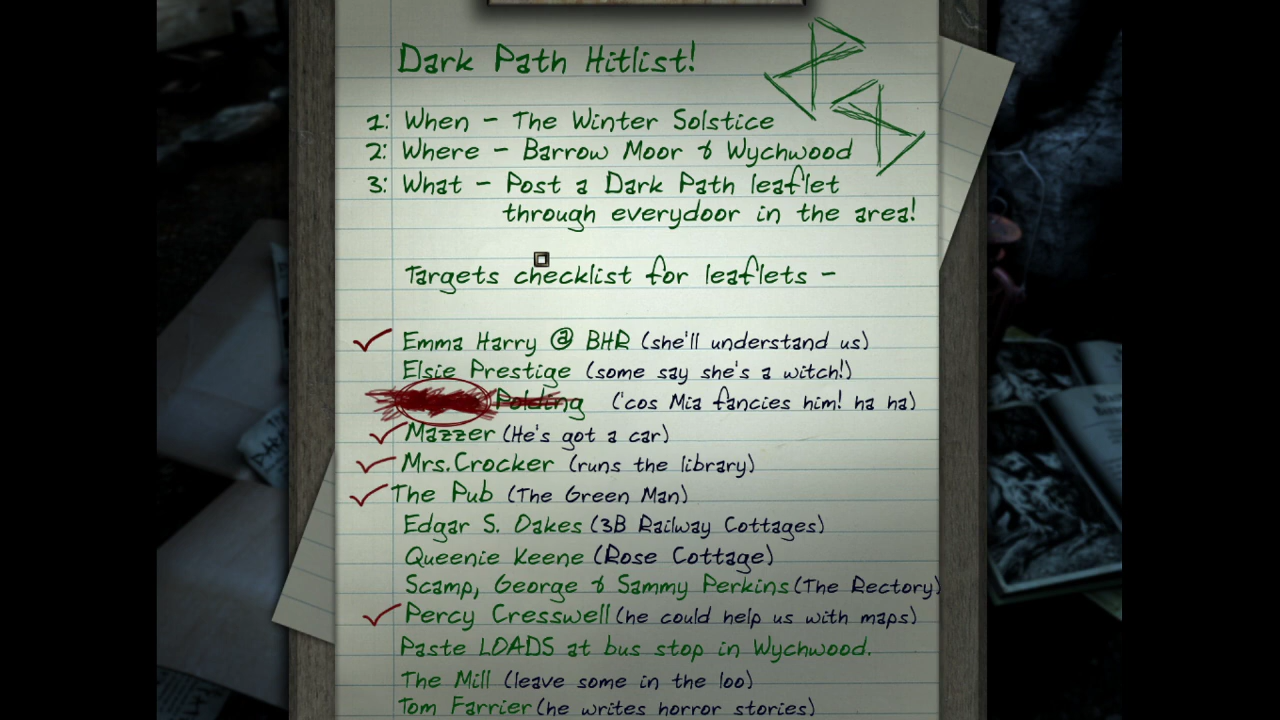 Dark Path Hitlist!
1: When - The Winter Solstice
2: Where - Barrow Moor & Wychwood
3: What - Post a Dark Path leaflet
through everydoor in the area!
Targets checklist for leaflets -
Emma Harry @ BHR (she'll understand us)
Elsie Prestige (some say she's a witch!)
Polding ('cos Mia fancies him! ha ha)
Mazzer (He's got a car)
Mrs.Crocker (runs the library)
The Pub (The Green Man)
Edgar S. Oakes (3B Railway Cottages)
Queenie Keene (Rose Cottage)
Scamp, George & Sammy Perkins (The Rectory)
Percy Cresswell (he could help us with maps)
Paste LOADS at bus stop in Wychwood.
The Mill (leave some in the loo)
Tom Farrier (he writes horror stories)